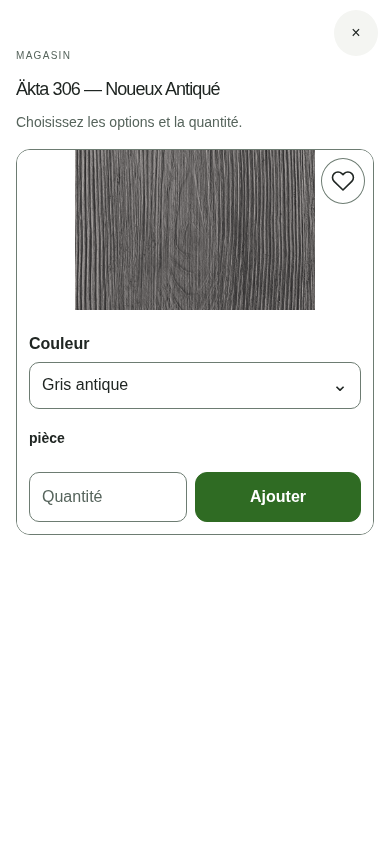 ×
MAGASIN
Äkta 306 — Noueux Antiqué
Choisissez les options et la quantité.
Couleur
Gris antique
pièce
Quantité
Ajouter